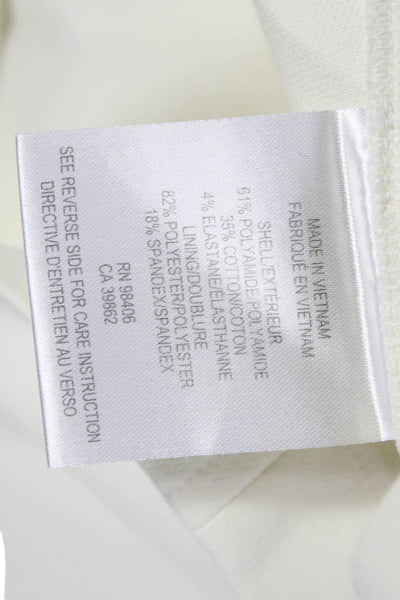 MADE IN VIETNAM
FABRIQUÉ EN VIETNAM
SHELL/EXTERIEUR
61% POLYAMIDE/POLYAMIDE
35% COTTON/COTON
4% ELASTANE/ELASTHANNE
LINING/DOUBLURE
82% POLYESTER/POLYESTER
18% SPANDEX/SPANDEX
RN 98406
CA 39862
SEE REVERSE SIDE FOR CARE INSTRUCTION
DIRECTIVE D'ENTRETIEN AU VERSO